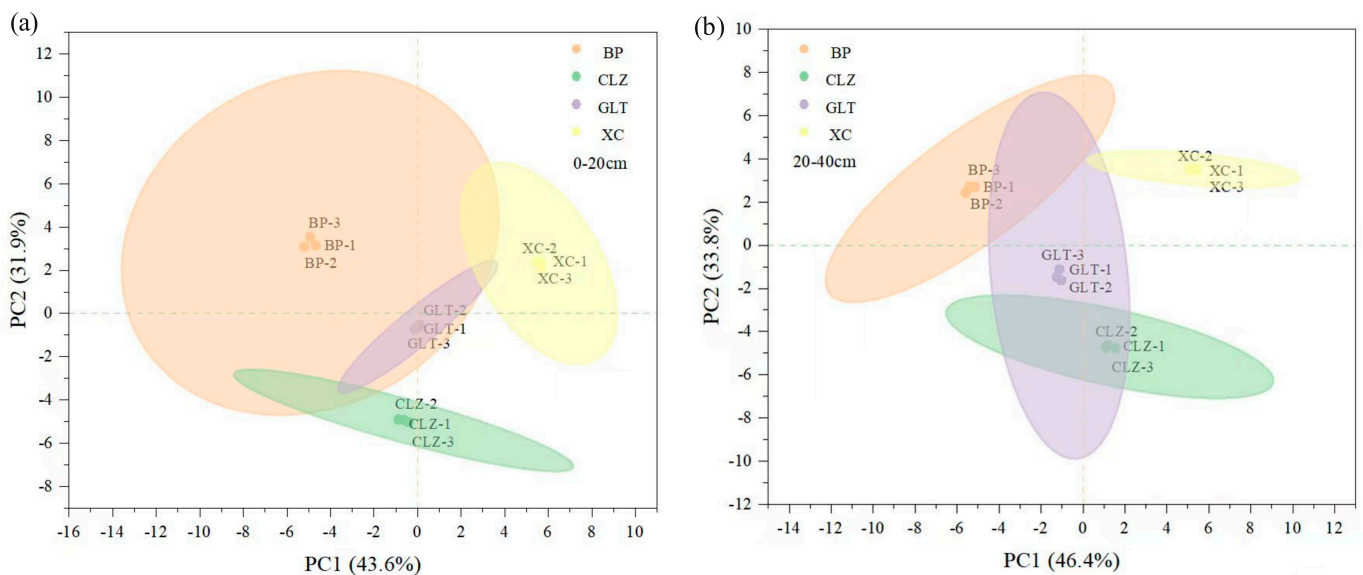 (a)
12
10
8
6
4
2
0
-2
-4
-6
-8
PC2 (31.9%)
BP
CLZ
GLT
XC
0-20cm
BP-3
BP-1
BP-2
XC-2
XC-1
XC-3
GLT-2
GLT-1
GLT-3
CLZ-2
CLZ-1
CLZ-3
-16 -14 -12 -10 -8 -6 -4 -2 0 2 4 6 8 10
PC1 (43.6%)
(b)
10
8
6
4
2
0
-2
-4
-6
-8
-10
-12
PC2 (33.8%)
BP
CLZ
GLT
XC
20-40cm
XC-2
XC-1
XC-3
BP-3
BP-1
BP-2
GLT-3
GLT-1
GLT-2
CLZ-2
CLZ-1
CLZ-3
-14 -12 -10 -8 -6 -4 -2 0 2 4 6 8 10 12
PC1 (46.4%)